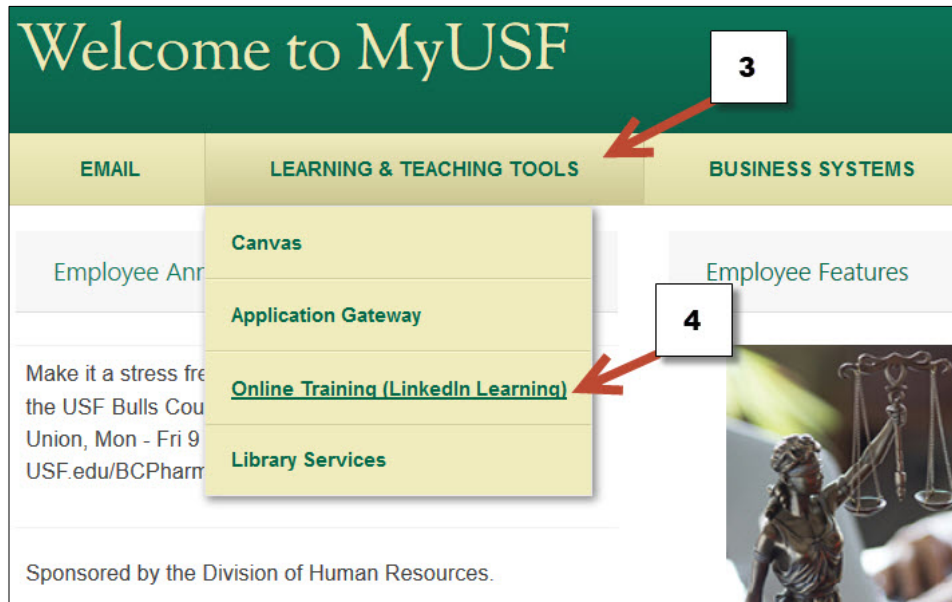 Welcome to MyUSF
3
EMAIL
LEARNING & TEACHING TOOLS
BUSINESS SYSTEMS
Canvas
Application Gateway
Online Training (LinkedIn Learning)
Library Services
Employee Ann
Employee Features
4
Make it a stress fre
the USF Bulls Cou
Union, Mon - Fri 9
USF.edu/BCPharm
Sponsored by the Division of Human Resources.